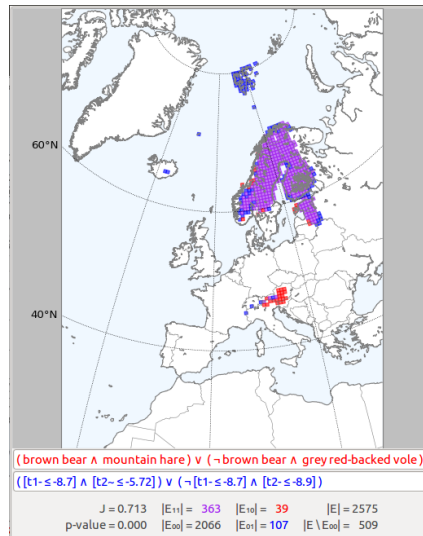 60°N
40°N
( brown bear ∧ mountain hare ) ∨ ( ¬ brown bear ∧ grey red-backed vole )
([t1- ≤ -8.7] ∧ [t2~ ≤ -5.72]) ∨ ( ¬ [t1- ≤ -8.7] ∧ [t2- ≤ -8.9])
J = 0.713 |E₁₁| = 363 |E₁₀| = 39 |E| = 2575
p-value = 0.000 |E₀₀| = 2066 |E₀₁| = 107 |E \ E₀₀| = 509